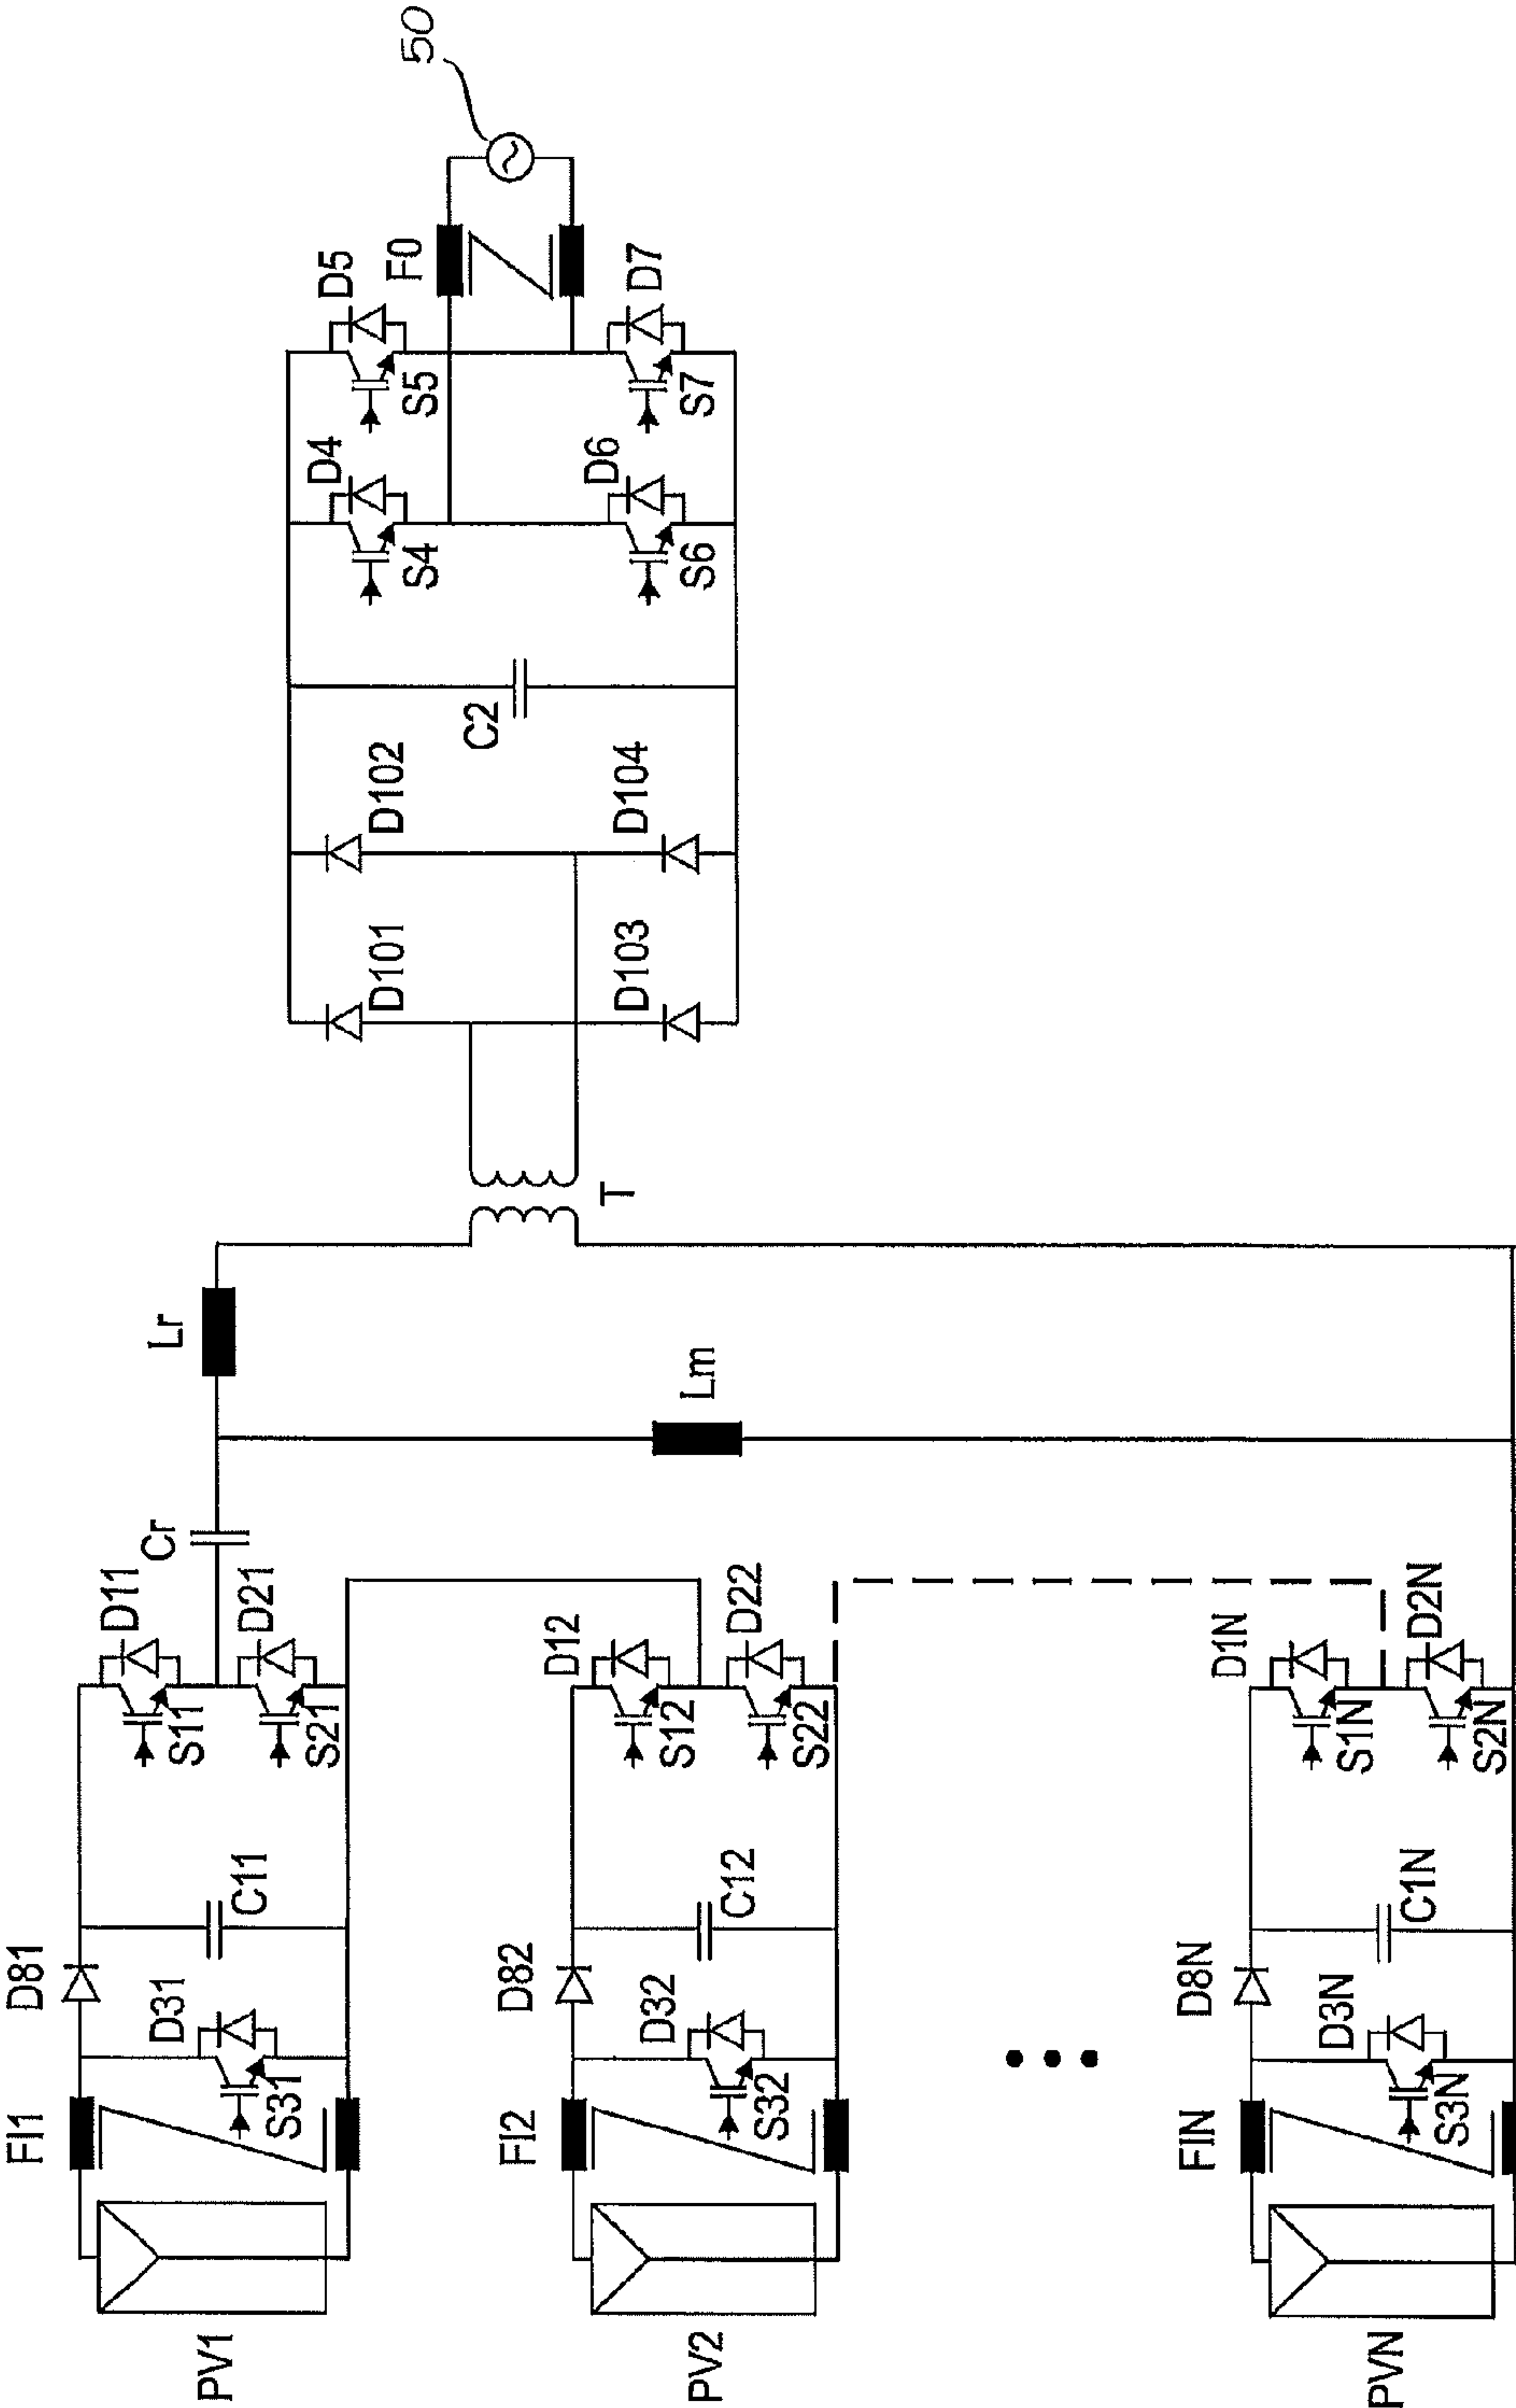 50
D5
F0
D7
S5
S7
D4
D6
S4
S6
C2
D102
D104
D101
D103
T
Lr
Lm
Cr
D11
D21
S11
S21
D12
D22
S12
S22
D1N
D2N
S1N
S2N
C11
C12
C1N
D81
D82
D8N
D31
D32
D3N
S31
S32
S3N
FI1
FI2
FIN
PV1
PV2
PVN